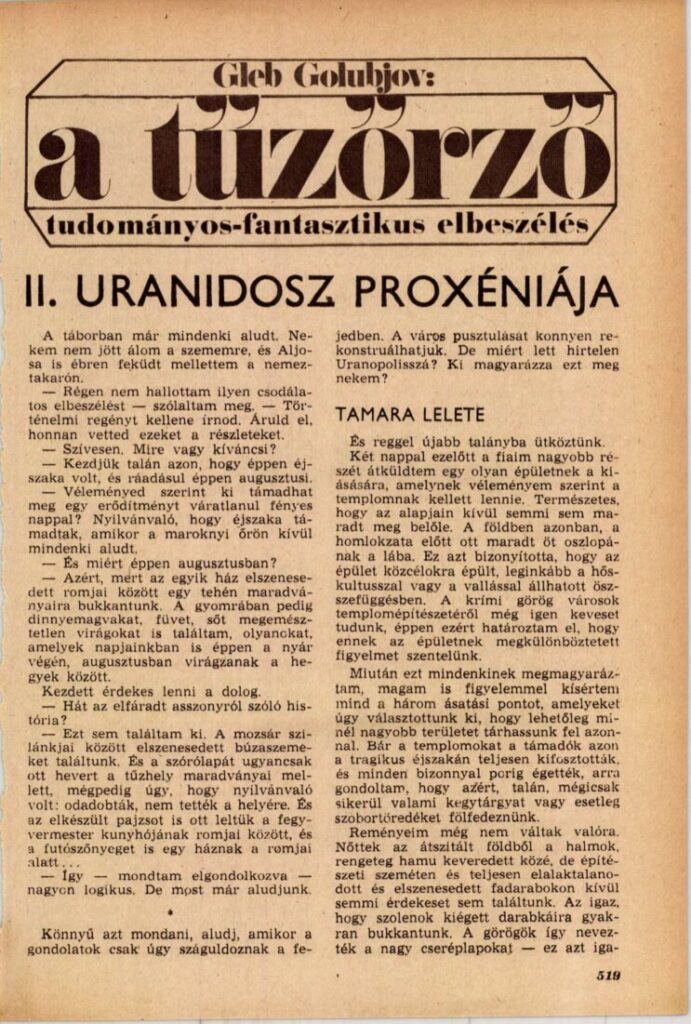 Gleb Golubjov:
a tűzőrző
tudományos-fantasztikus elbeszélés
II. URANIDOSZ PROXÉNIÁJA
A táborban már mindenki aludt. Ne-
kem nem jött álom a szememre, és Aljo-
sa is ébren feküdt mellettem a nemez-
takarón.
— Régen nem hallottam ilyen csodála-
tos elbeszélést — szólaltam meg. — Tör-
ténelmi regényt kellene írnod. Áruld el,
honnan vetted ezeket a részleteket.
— Szívesen. Mire vagy kíváncsi?
— Kezdjük talán azon, hogy éppen éj-
szaka volt, és ráadásul éppen augusztusi.
— Véleményed szerint ki támadhat
meg egy erődítményt váratlanul fényes
nappal? Nyilvánváló, hogy éjszaka tá-
madtak, amikor a maroknyi őrön kívül
mindenki aludt.
— És miért éppen augusztusban?
— Azért, mert az egyik ház elszenese-
dett romjai között egy tehén maradvá-
nyaira bukkantunk. A gyomrában pedig
dinnyemagvakat, füvet, sőt megemész-
tetlen virágokat is találtam, olyanokat,
amelyek napjainkban is éppen a nyár
végén, augusztusban virágzanak a he-
gyek között.
Kezdett érdekes lenni a dolog.
— Hát az elfáradt asszonyról szóló his-
tória?
— Ezt sem találtam ki. A mozsár szi-
lánkjai között elszenesedett búzaszeme-
ket találtunk. És a szórólapát ugyancsak
ott hevert a tűzhely maradványai mel-
lett, mégpedig úgy, hogy nyilvánváló
volt: odadobták, nem tették a helyére. És
az elkészült pajzsot is ott leltük a fegy-
vermester kunyhójának romjai között, és
a futószőnyeget is egy háznak a romjai
alatt...
— Így — mondtam elgondolkozva —
nagyon logikus. De most már aludjunk.
*
Könnyű azt mondani, aludj, amikor a
gondolatok csak úgy száguldoznak a fe-
jedben. A város pusztulását könnyen re-
konstruálhatjuk. De miért lett hirtelen
Uranopolisszá? Ki magyarázza ezt meg
nekem?
TAMARA LELETE
És reggel újabb talányba ütköztünk.
Két nappal ezelőtt a fiaim nagyobb ré-
szét átküldtem egy olyan épületnek a ki-
ásására, amelynek véleményem szerint a
templomnak kellett lennie. Természetes,
hogy az alapjain kívül semmi sem ma-
radt meg belőle. A földben azonban, a
homlokzata előtt ott maradt öt oszlopá-
nak a lába. Ez azt bizonyította, hogy az
épület közcélokra épült, leginkább a hős-
kultusszal vagy a vallással állhatott ösz-
szefüggésben. A krími görög városok
templomépítészetéről még igen keveset
tudunk, éppen ezért határoztam el, hogy
ennek az épületnek megkülönböztetett
figyelmet szentelünk.
Miután ezt mindenkinek megmagyaráz-
tam, magam is figyelemmel kísértem
mind a három ásatási pontot, amelyeket
úgy választottunk ki, hogy lehetőleg mi-
nél nagyobb területet tárhassunk fel azon-
nal. Bár a templomokat a támadók azon
a tragikus éjszakán teljesen kifosztották,
és minden bizonnyal porig égették, arra
gondoltam, hogy azért, talán, mégicsak
sikerül valami kegytárgyat vagy esetleg
szobortöredéket fölfedeznünk.
Reményeim még nem váltak valóra.
Nőttek az átszitált földből a halmok,
rengeteg hamu keveredett közé, de építé-
szeti szeméten és teljesen elalaktalano-
dott és elszenesedett fadarabokon kívül
semmi érdekeset sem találtunk. Az igaz,
hogy szolenok kiégett darabkáira gyak-
ran bukkantunk. A görögök így nevez-
ték a nagy cseréplapokat — ez azt iga-
519